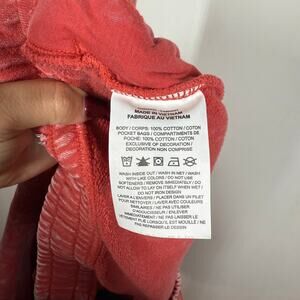 MADE IN VIETNAM
FABRIQUE AU VIETNAM
BODY / CORPS: 100% COTTON / COTON
POCKET BAGS / COMPARTIMENTS DE
POCHE: 100% COTTON / COTON
EXCLUSIVE OF DECORATION /
DECORATION NON COMPRISE
WASH INSIDE OUT / WASH IN NET / WASH
WITH LIKE COLORS / DO NOT USE
SOFTENERS / REMOVE IMMEDIATELY / DO
NOT ALLOW TO LAY ON ITSELF WHEN WET /
DO NOT IRON DESIGN
LAVER A L'ENVERS / PLACER DANS UN FILET
POUR NETTOYER / LAVER AVEC COULEURS
SIMILAIRES / NE PAS UTILISER
D'ADOUCISSEUR / ENLEVER
IMMEDIATEMENT / NE PAS LAISSER LE
VETEMENT PLIE LORSQU'IL EST MOUILLE / NE
PAS REPASSER LE DESSIN